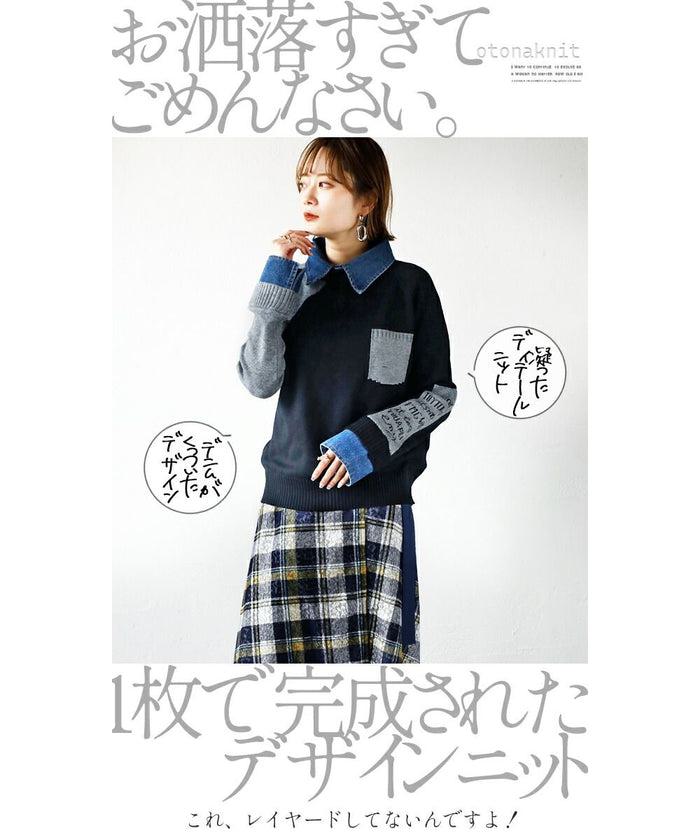 お洒落すぎて
ごめんなさい。
otonaknit
凝った
ディテール
ニット
デニムが
くっついた
デザイン
1枚で完成された
デザインニット
これ、レイヤードしてないんですよ！